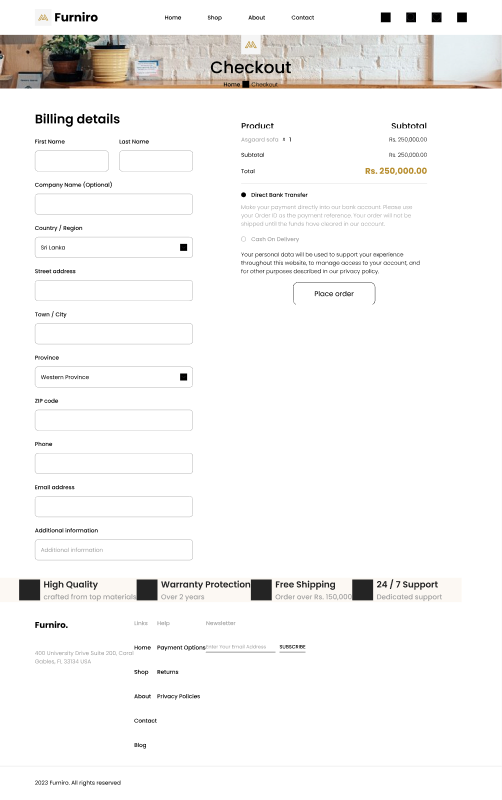 Furniro
Home Shop About Contact
Checkout
Home Checkout
Billing details
First Name Last Name
Company Name (Optional)
Country / Region
Sri Lanka
Street address
Town / City
Province
Western Province
ZIP code
Phone
Email address
Additional information
Additional information
Product Subtotal
Asgaard sofa x 1 Rs. 250,000.00
Subtotal Rs. 250,000.00
Total Rs. 250,000.00
Direct Bank Transfer
Make your payment directly into our bank account. Please use
your Order ID as the payment reference. Your order will not be
shipped until the funds have cleared in our account.
Cash On Delivery
Your personal data will be used to support your experience
throughout this website, to manage access to your account, and
for other purposes described in our privacy policy.
Place order
High Quality
crafted from top materials
Warranty Protection
Over 2 years
Free Shipping
Order over Rs. 150,000
24 / 7 Support
Dedicated support
Furniro.
400 University Drive Suite 200, Coral
Gables, FL 33134 USA
Links
Home
Shop
About
Contact
Blog
Help
Payment Options
Returns
Privacy Policies
Newsletter
Enter Your Email Address SUBSCRIBE
2023 Furniro. All rights reserved